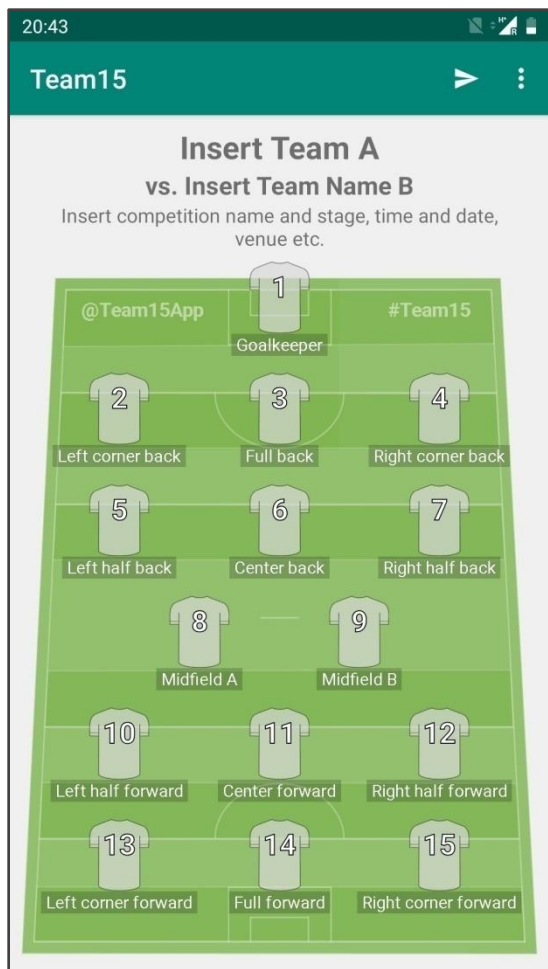 20:43
H+
R
Team15
Insert Team A
vs. Insert Team Name B
Insert competition name and stage, time and date,
venue etc.
@Team15App
#Team15
1
Goalkeeper
2 3 4
Left corner back Full back Right corner back
5 6 7
Left half back Center back Right half back
8 9
Midfield A Midfield B
10 11 12
Left half forward Center forward Right half forward
13 14 15
Left corner forward Full forward Right corner forward